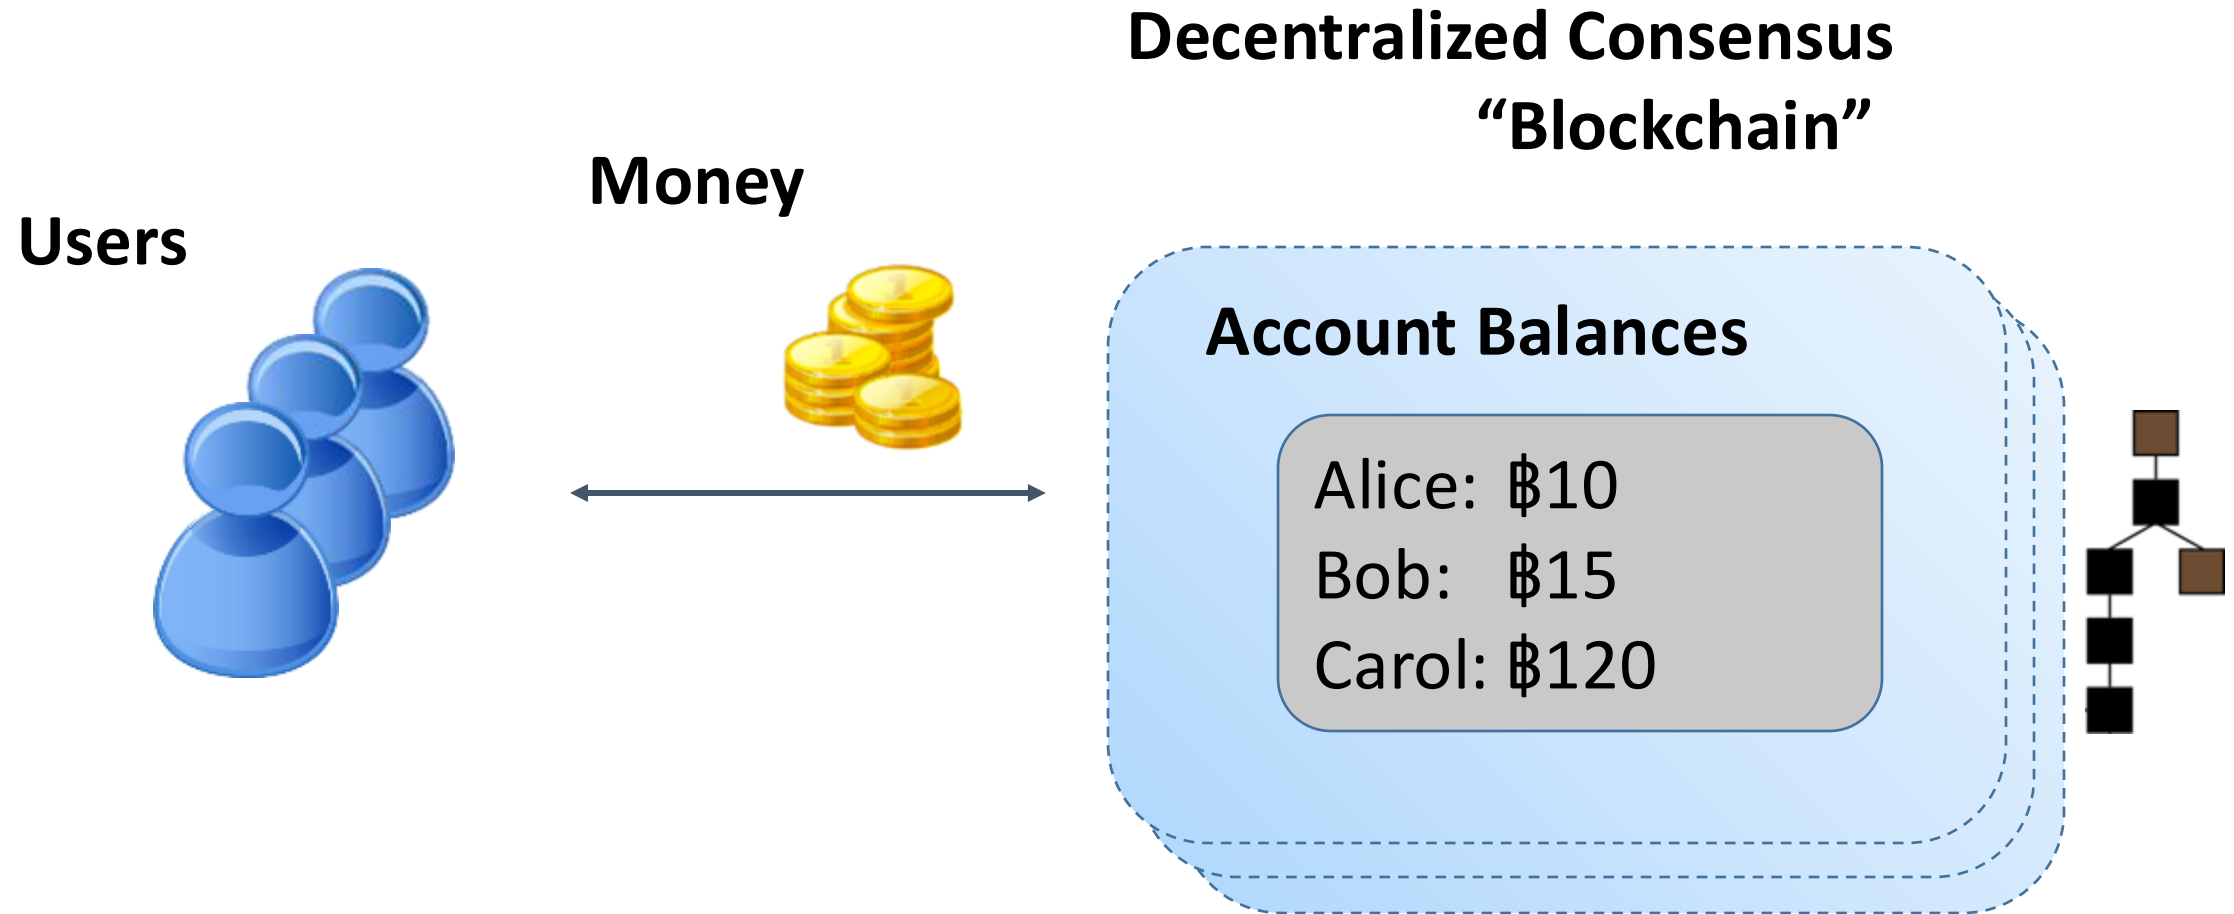 Decentralized Consensus
“Blockchain”
Money
Users
Account Balances
Alice: ฿10
Bob: ฿15
Carol: ฿120